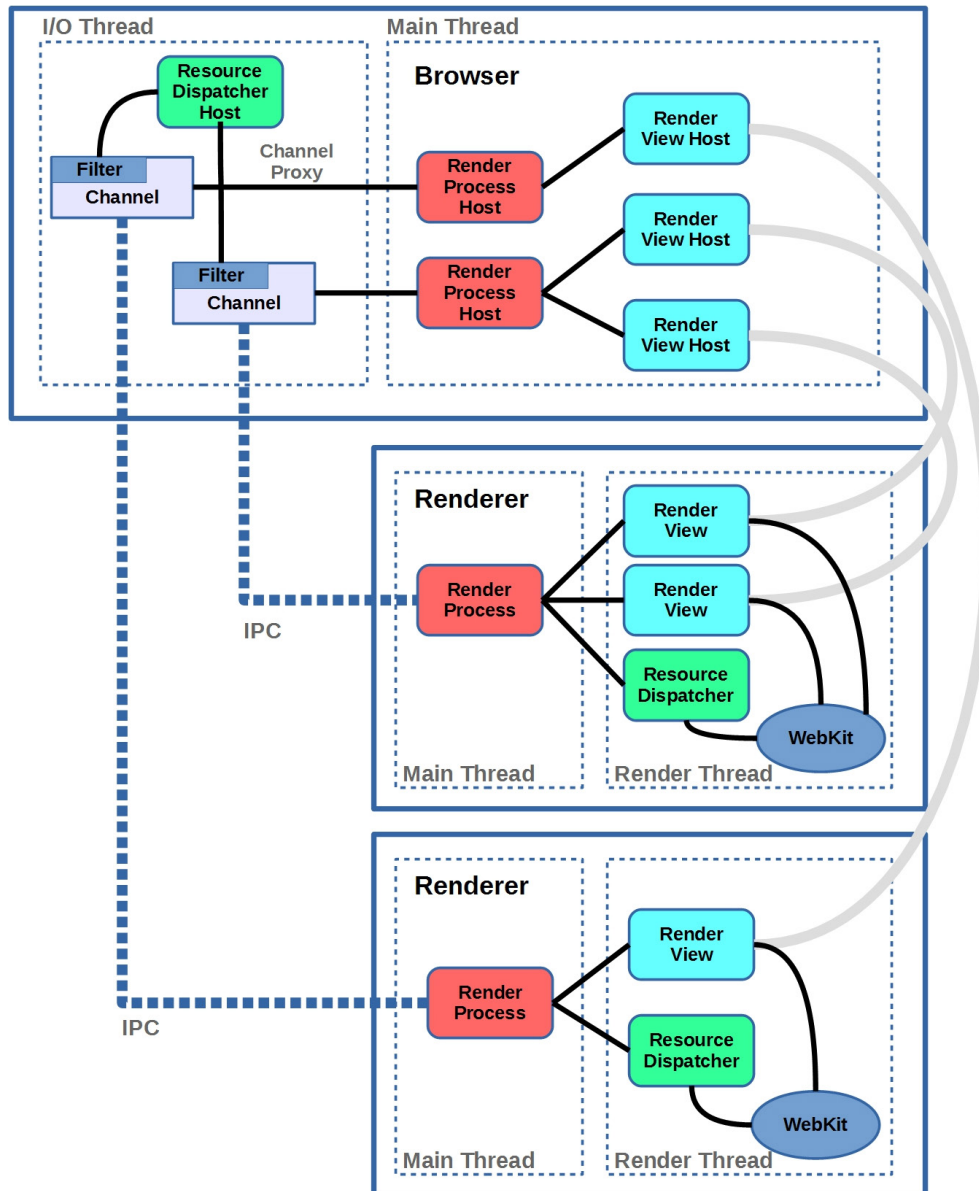 I/O Thread
Main Thread
Browser
Resource
Dispatcher
Host
Render
View Host
Filter
Channel
Channel
Proxy
Render
Process
Host
Render
View Host
Filter
Channel
Render
Process
Host
Render
View Host
Renderer
Render
View
Render
Process
Render
View
IPC
Resource
Dispatcher
WebKit
Main Thread
Render Thread
Renderer
Render
View
Render
Process
IPC
Resource
Dispatcher
WebKit
Main Thread
Render Thread